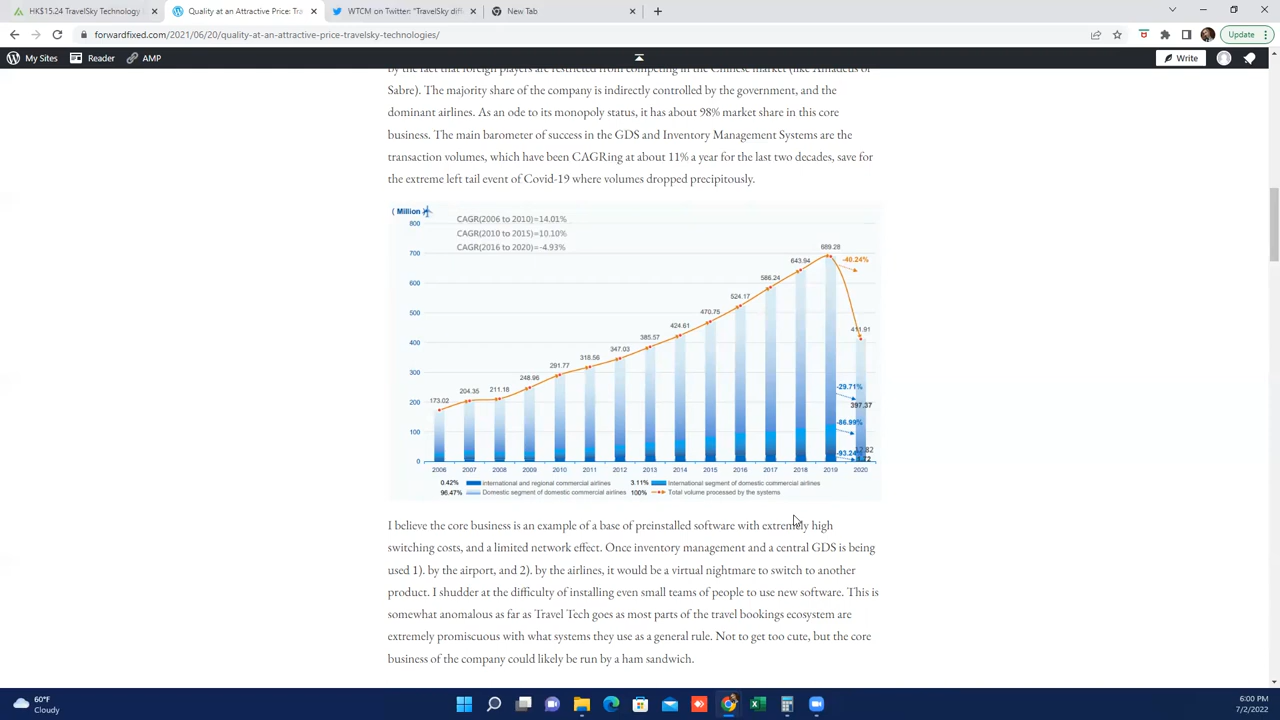 HK$15.24 TravelSky Technology
Quality at an Attractive Price: Tra
WTCM on Twitter: "TravelSky dif
New Tab
forwardfixed.com/2021/06/20/quality-at-an-attractive-price-travelsky-technologies/
Update
My Sites
Reader
AMP
Write
by the fact that foreign players are restricted from competing in the Chinese market (like Amadeus or
Sabre). The majority share of the company is indirectly controlled by the government, and the
dominant airlines. As an ode to its monopoly status, it has about 98% market share in this core
business. The main barometer of success in the GDS and Inventory Management Systems are the
transaction volumes, which have been CAGRing at about 11% a year for the last two decades, save for
the extreme left tail event of Covid-19 where volumes dropped precipitously.
( Million )
CAGR(2006 to 2010)=14.01%
CAGR(2010 to 2015)=10.10%
CAGR(2016 to 2020)=-4.93%
800
700
600
500
400
300
200
100
0
173.02
204.35
211.18
248.96
291.77
318.56
347.03
385.57
424.61
470.75
524.17
586.24
643.94
689.26
411.91
-40.24%
-29.71%
397.37
-86.99%
-93.24%
2006 2007 2008 2009 2010 2011 2012 2013 2014 2015 2016 2017 2018 2019 2020
0.42% international and regional commercial airlines
3.11% International segment of domestic commercial airlines
96.47% Domestic segment of domestic commercial airlines
100% Total volume processed by the systems
I believe the core business is an example of a base of preinstalled software with extremely high
switching costs, and a limited network effect. Once inventory management and a central GDS is being
used 1). by the airport, and 2). by the airlines, it would be a virtual nightmare to switch to another
product. I shudder at the difficulty of installing even small teams of people to use new software. This is
somewhat anomalous as far as Travel Tech goes as most parts of the travel bookings ecosystem are
extremely promiscuous with what systems they use as a general rule. Not to get too cute, but the core
business of the company could likely be run by a ham sandwich.
60°F
Cloudy
6:00 PM
7/2/2022